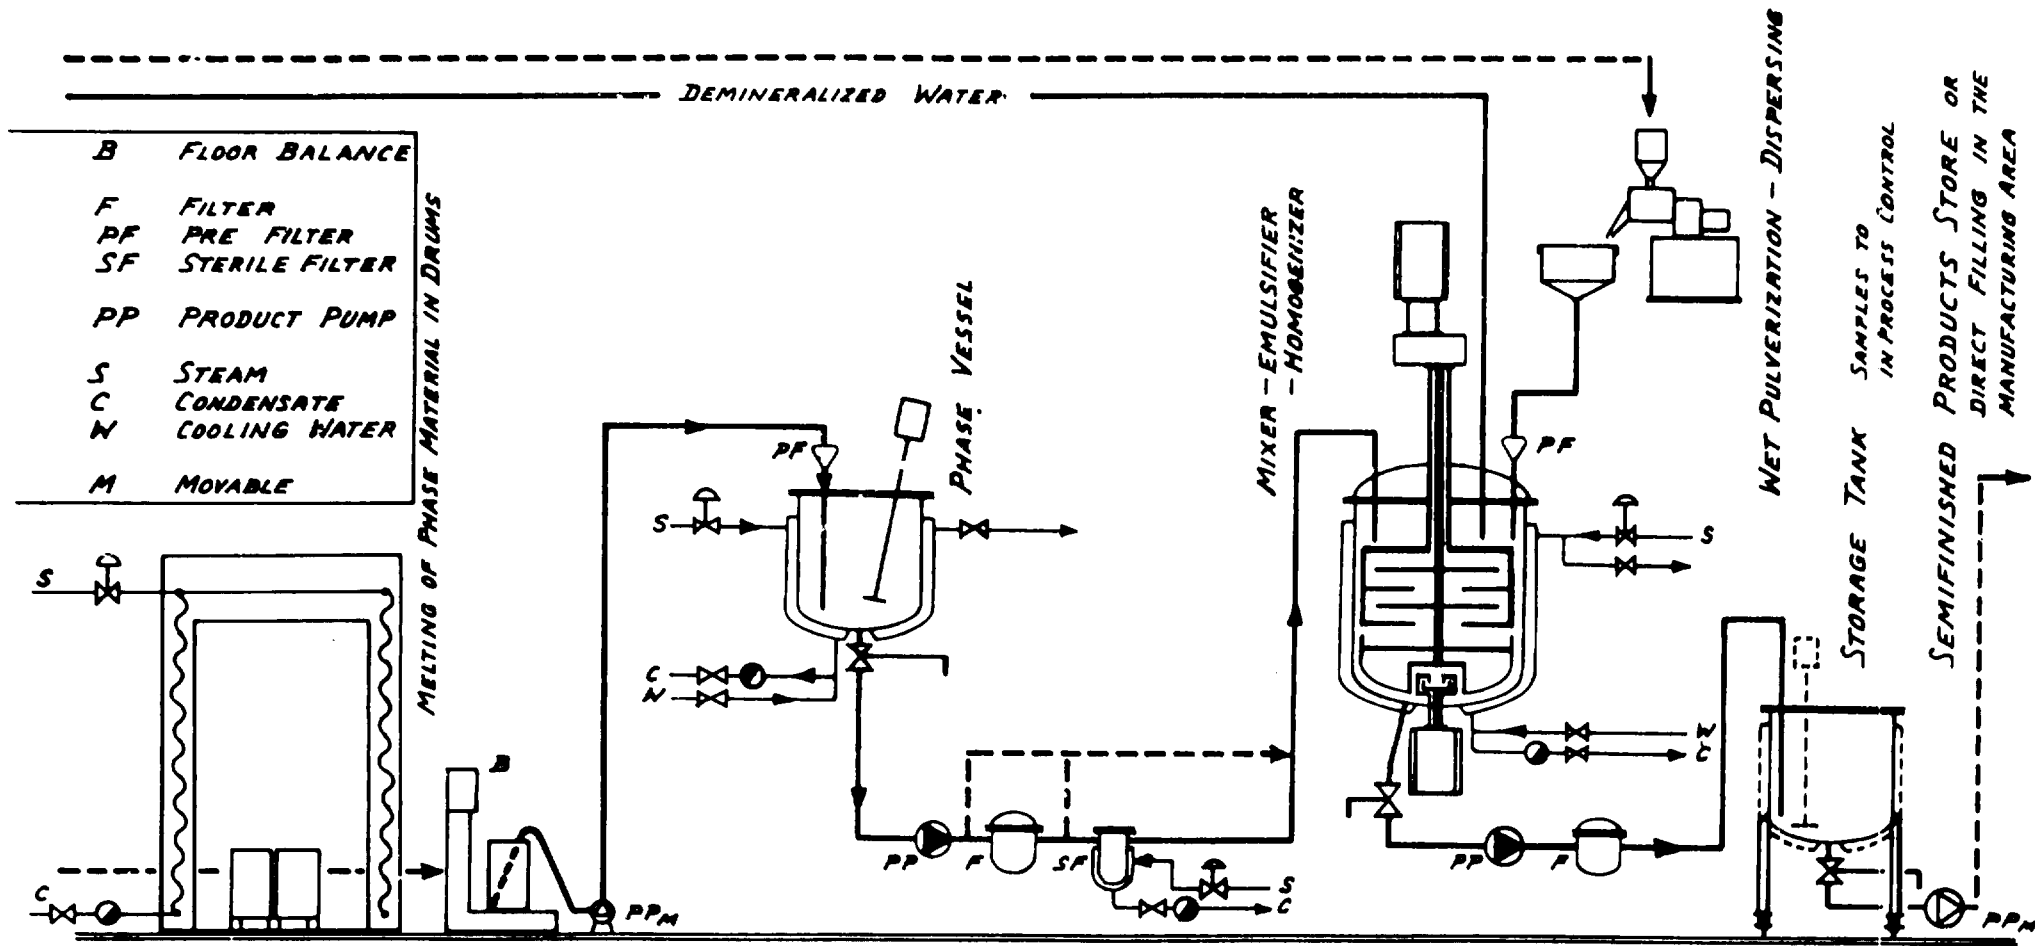 DEMINERALIZED WATER
B FLOOR BALANCE
F FILTER
PF PRE FILTER
SF STERILE FILTER
PP PRODUCT PUMP
S STEAM
C CONDENSATE
W COOLING WATER
M MOVABLE
MELTING OF PHASE MATERIAL IN DRUMS
S
C
B
PPM
PF
PHASE VESSEL
S
C
W
PP
F
SF
S
C
MIXER - EMULSIFIER
- HOMOGENIZER
PF
S
W
C
PP
F
WET PULVERIZATION - DISPERSING
STORAGE TANK
SAMPLES TO
IN PROCESS CONTROL
SEMIFINISHED PRODUCTS STORE OR
DIRECT FILLING IN THE
MANUFACTURING AREA
PPM